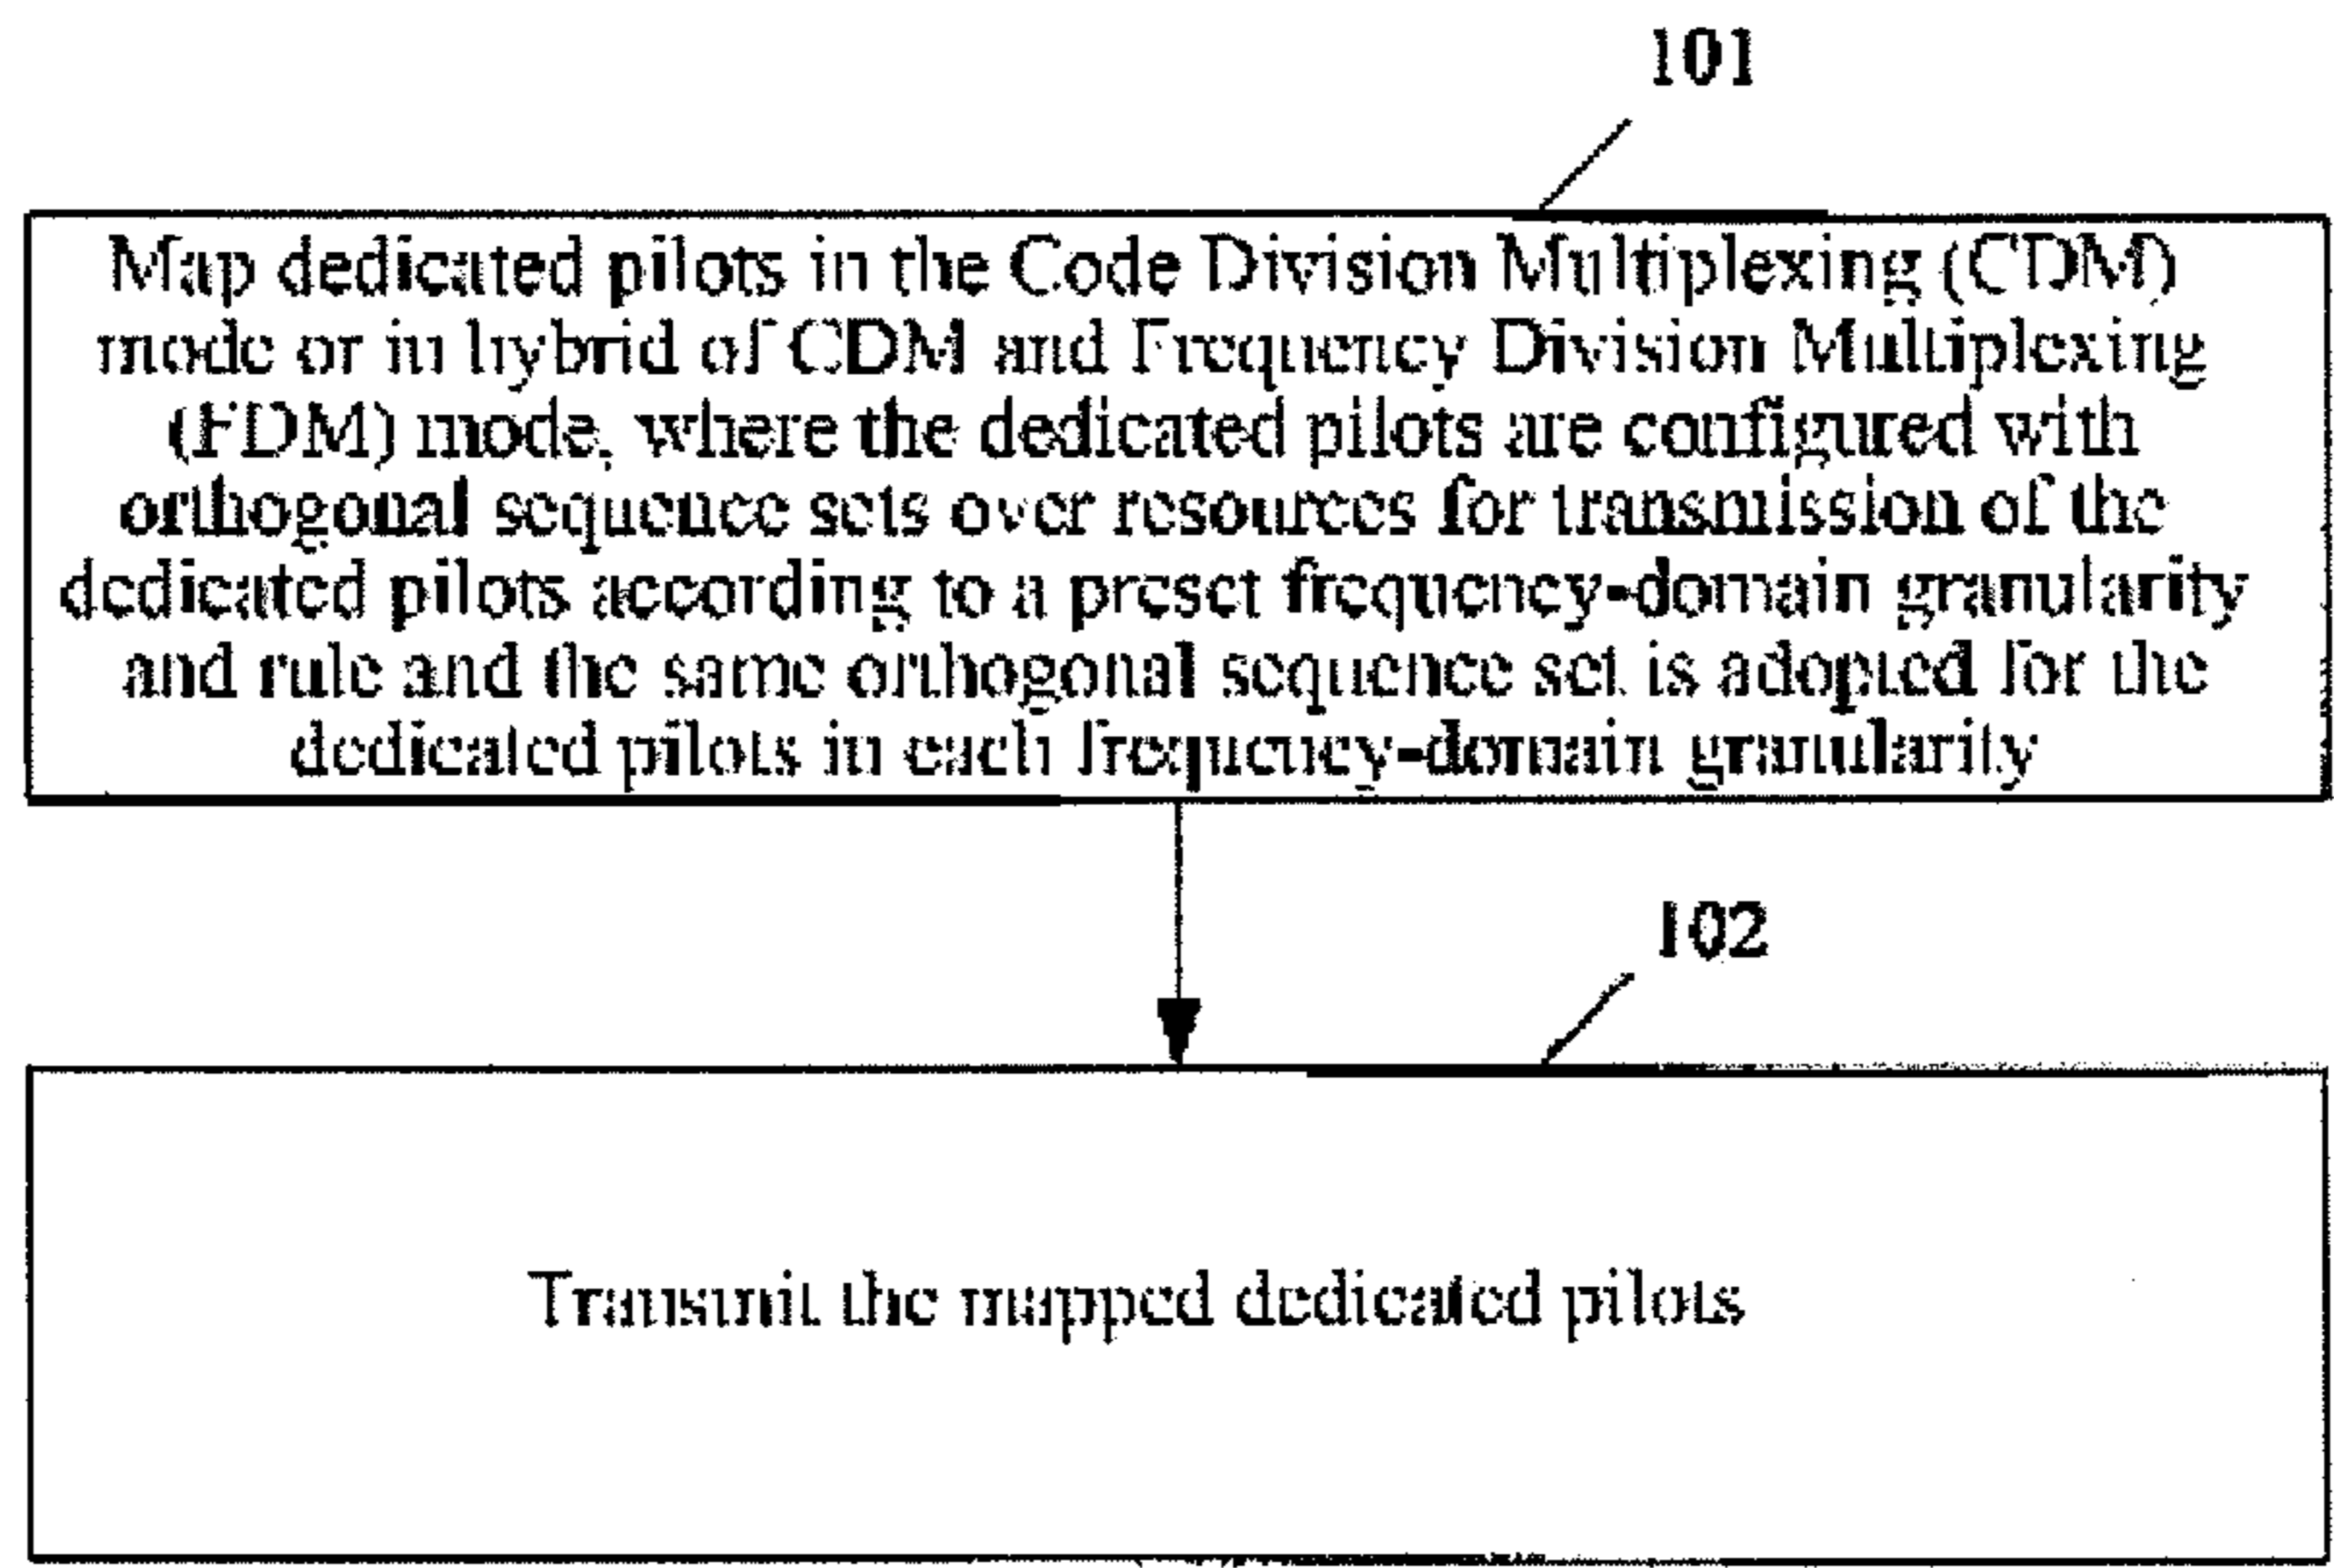 101
Map dedicated pilots in the Code Division Multiplexing (CDM)
mode or in hybrid of CDM and Frequency Division Multiplexing
(FDM) mode, where the dedicated pilots are configured with
orthogonal sequence sets over resources for transmission of the
dedicated pilots according to a preset frequency-domain granularity
and rule and the same orthogonal sequence set is adopted for the
dedicated pilots in each frequency-domain granularity
102
Transmit the mapped dedicated pilots